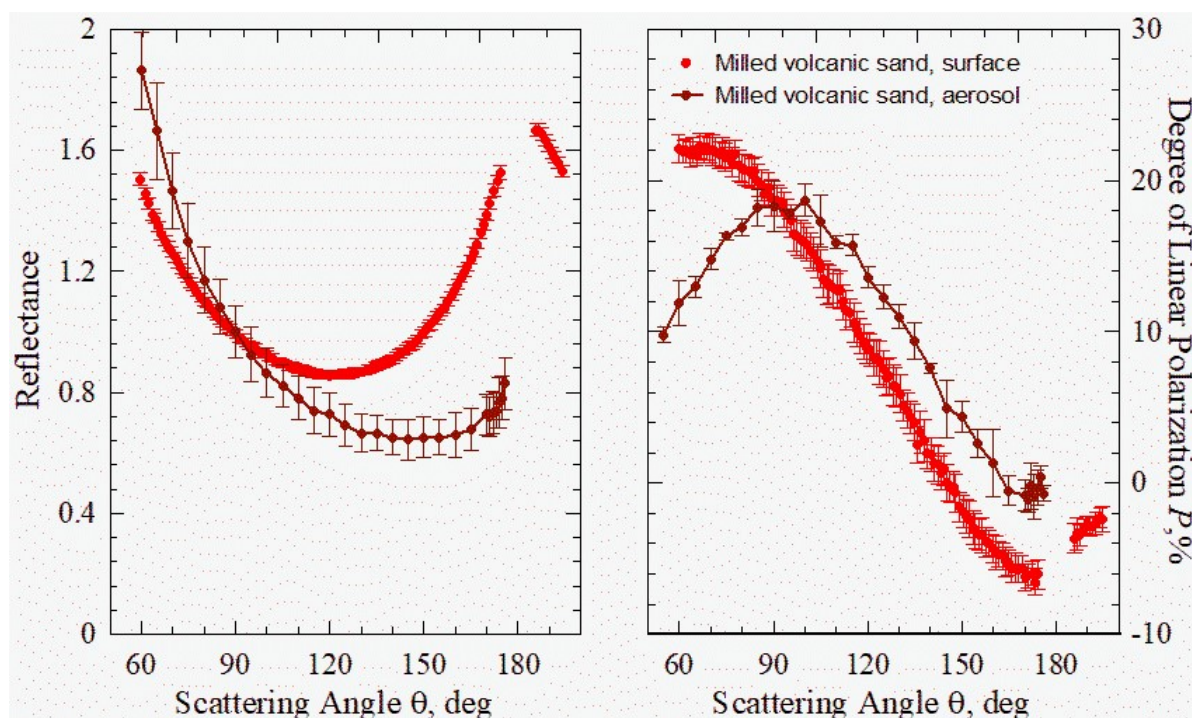 2
1.6
1.2
0.8
0.4
0
Reflectance
60 90 120 150 180
Scattering Angle θ, deg
Milled volcanic sand, surface
Milled volcanic sand, aerosol
30
20
10
0
-10
Degree of Linear Polarization P, %
60 90 120 150 180
Scattering Angle θ, deg